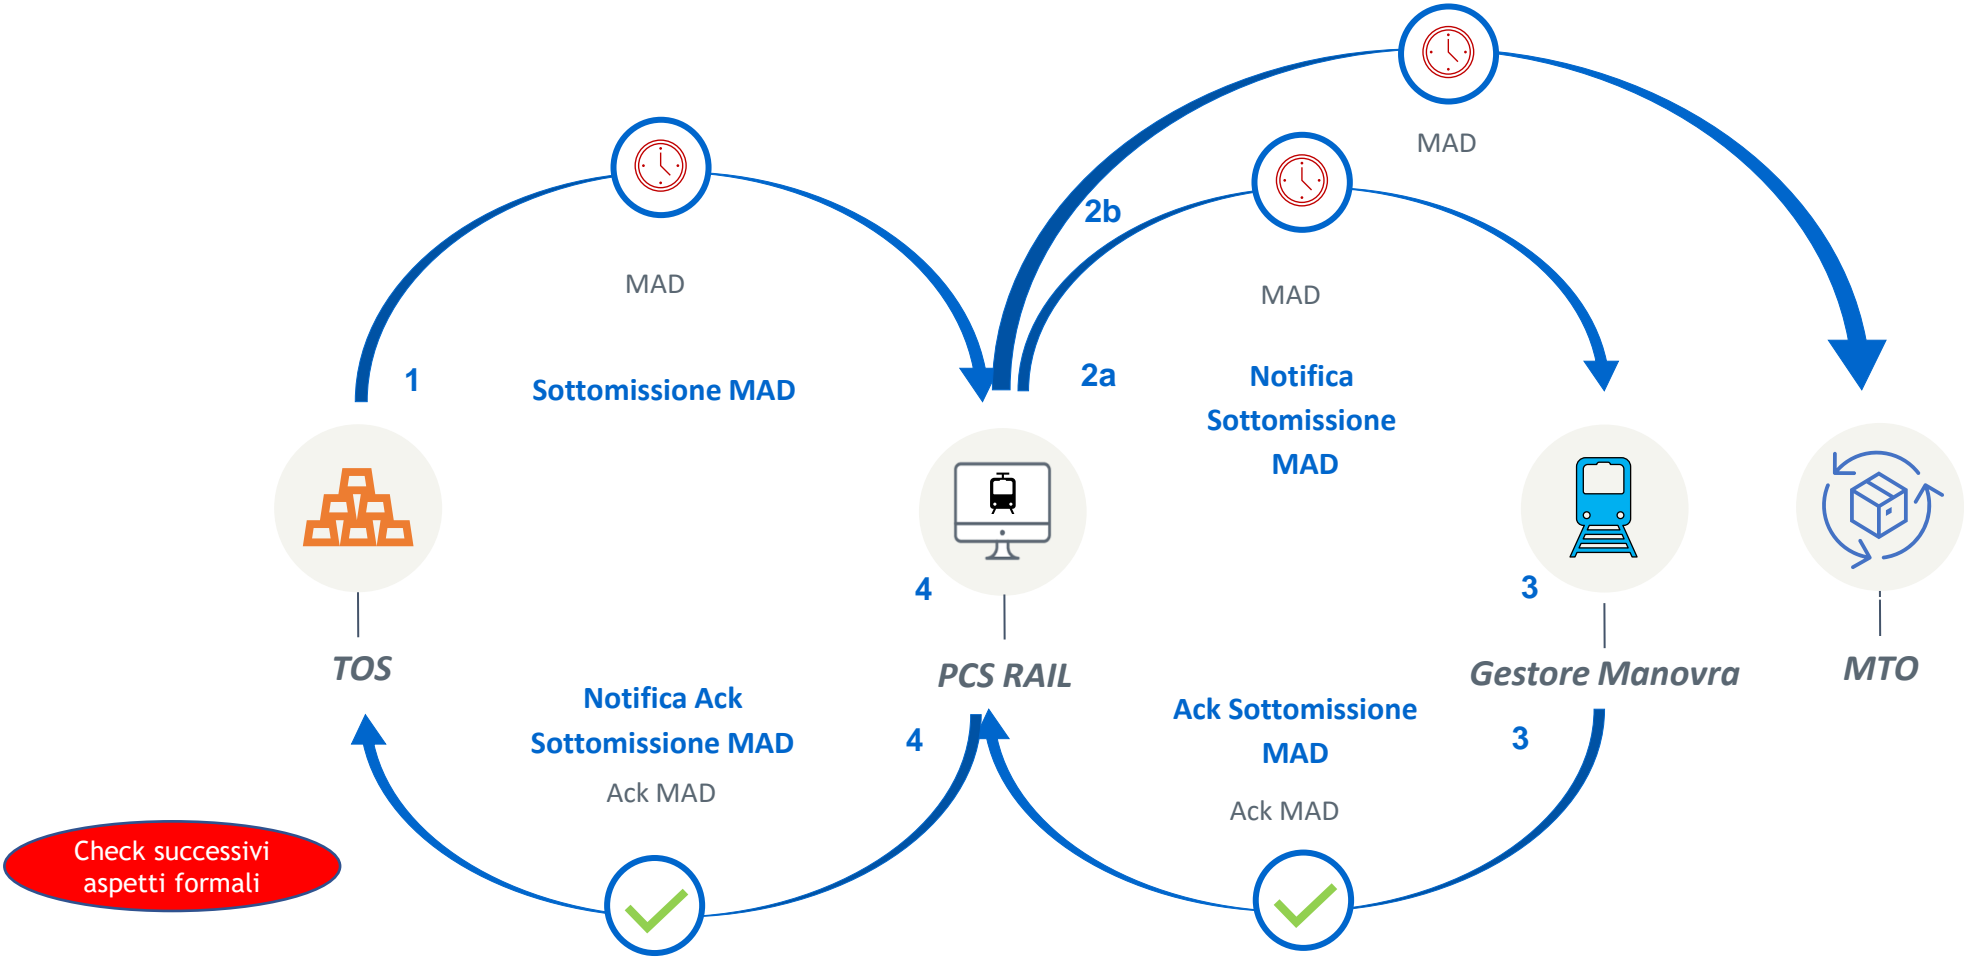 MAD
2b
MAD
MAD
1
Sottomissione MAD
2a
Notifica
Sottomissione
MAD
MAD
4
3
TOS
PCS RAIL
Gestore Manovra
MTO
Notifica Ack
Sottomissione MAD
4
Ack MAD
Ack Sottomissione
MAD
3
Ack MAD
Check successivi
aspetti formali